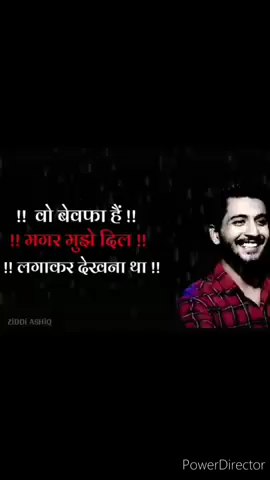 !! वो बेवफा हैं !!
!! मगर मुझे दिल !!
!! लगाकर देखना था !!
ZIDDI ASHIQ
PowerDirector